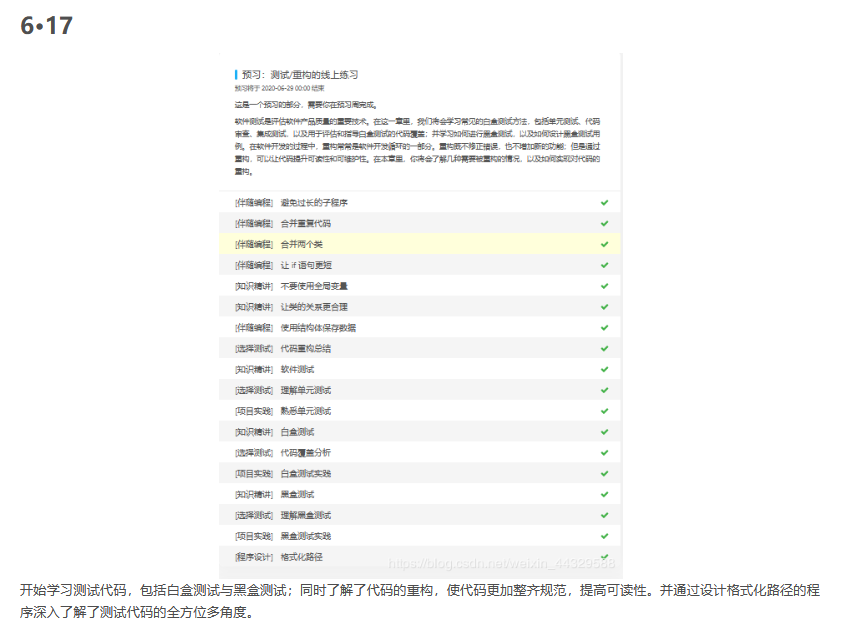 6•17
预习：测试/重构的线上练习
预习将于 2020-06-29 00:00 结束
这是一个预习的部分，需要你在预习周完成。
软件测试是评估软件产品质量的重要技术。在这一章里，我们将会学习常见的白盒测试方法，包括单元测试、代码
审查、集成测试，以及用于评估和指导白盒测试的代码覆盖；并学习如何进行黑盒测试，以及如何设计黑盒测试用
例。在软件开发的过程中，重构常常是软件开发循环的一部分。重构既不修正错误，也不增加新的功能；但是通过
重构，可以让代码提升可读性和可维护性。在本章里，你将会了解几种需要被重构的情况，以及如何实现对代码的
重构。
[伴随编程] 避免过长的子程序
[伴随编程] 合并重复代码
[伴随编程] 合并两个类
[伴随编程] 让 if 语句更短
[知识精讲] 不要使用全局变量
[知识精讲] 让类的关系更合理
[伴随编程] 使用结构体保存数据
[选择测试] 代码重构总结
[知识精讲] 软件测试
[选择测试] 理解单元测试
[项目实践] 熟悉单元测试
[知识精讲] 白盒测试
[选择测试] 代码覆盖分析
[项目实践] 白盒测试实践
[知识精讲] 黑盒测试
[选择测试] 理解黑盒测试
[项目实践] 黑盒测试实践
[程序设计] 格式化路径
https://blog.csdn.net/weixin_44329568
开始学习测试代码，包括白盒测试与黑盒测试；同时了解了代码的重构，使代码更加整齐规范，提高可读性。并通过设计格式化路径的程
序深入了解了测试代码的全方位多角度。